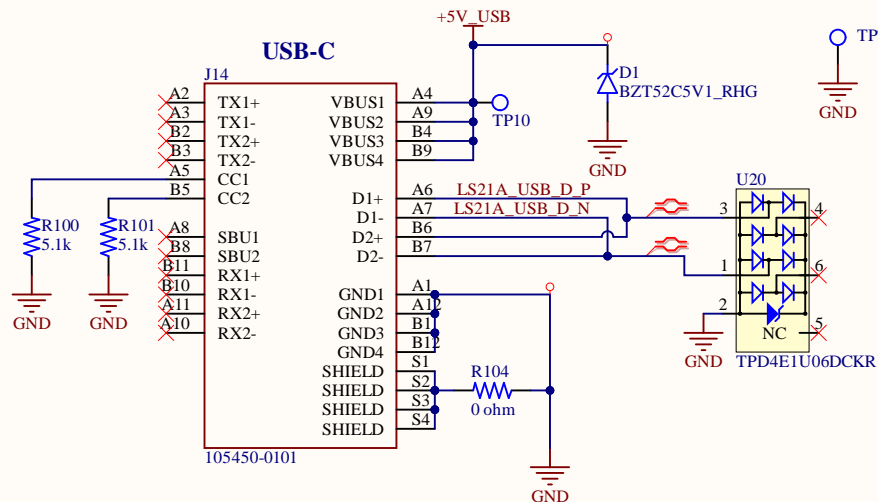 +5V_USB
USB-C
TP
J14
D1
BZT52C5V1_RHG
A2 TX1+ VBUS1 A4
A3 TX1- VBUS2 A9
TP10
B2 TX2+ VBUS3 B4
B3 TX2- VBUS4 B9
GND
GND
A5 CC1
B5 CC2 D1+ A6 LS21A_USB_D_P
D1- A7 LS21A_USB_D_N
U20
R100
5.1k
R101
5.1k
A8 SBU1 D2+ B6
B8 SBU2 D2- B7
3 4
B11 RX1+
B10 RX1- GND1 A1
1 6
A11 RX2+ GND2 A12
A10 RX2- GND3 B1
2 5
NC
GND
GND
GND
GND4 B12
SHIELD S1
TPD4E1U06DCKR
SHIELD S2
R104
0 ohm
SHIELD S3
SHIELD S4
105450-0101
GND